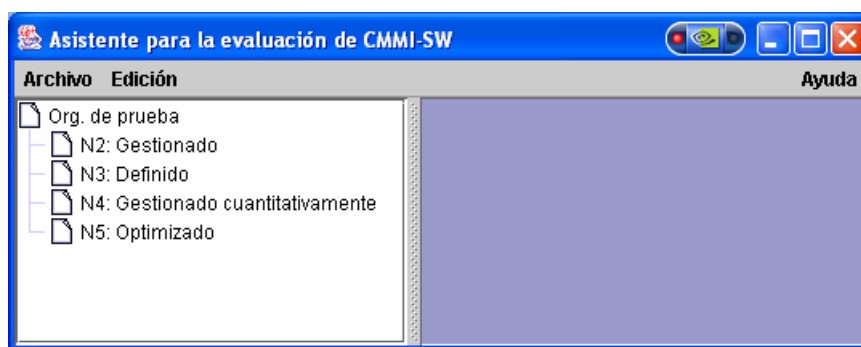 Asistente para la evaluación de CMMI-SW
Archivo Edición Ayuda
Org. de prueba
N2: Gestionado
N3: Definido
N4: Gestionado cuantitativamente
N5: Optimizado